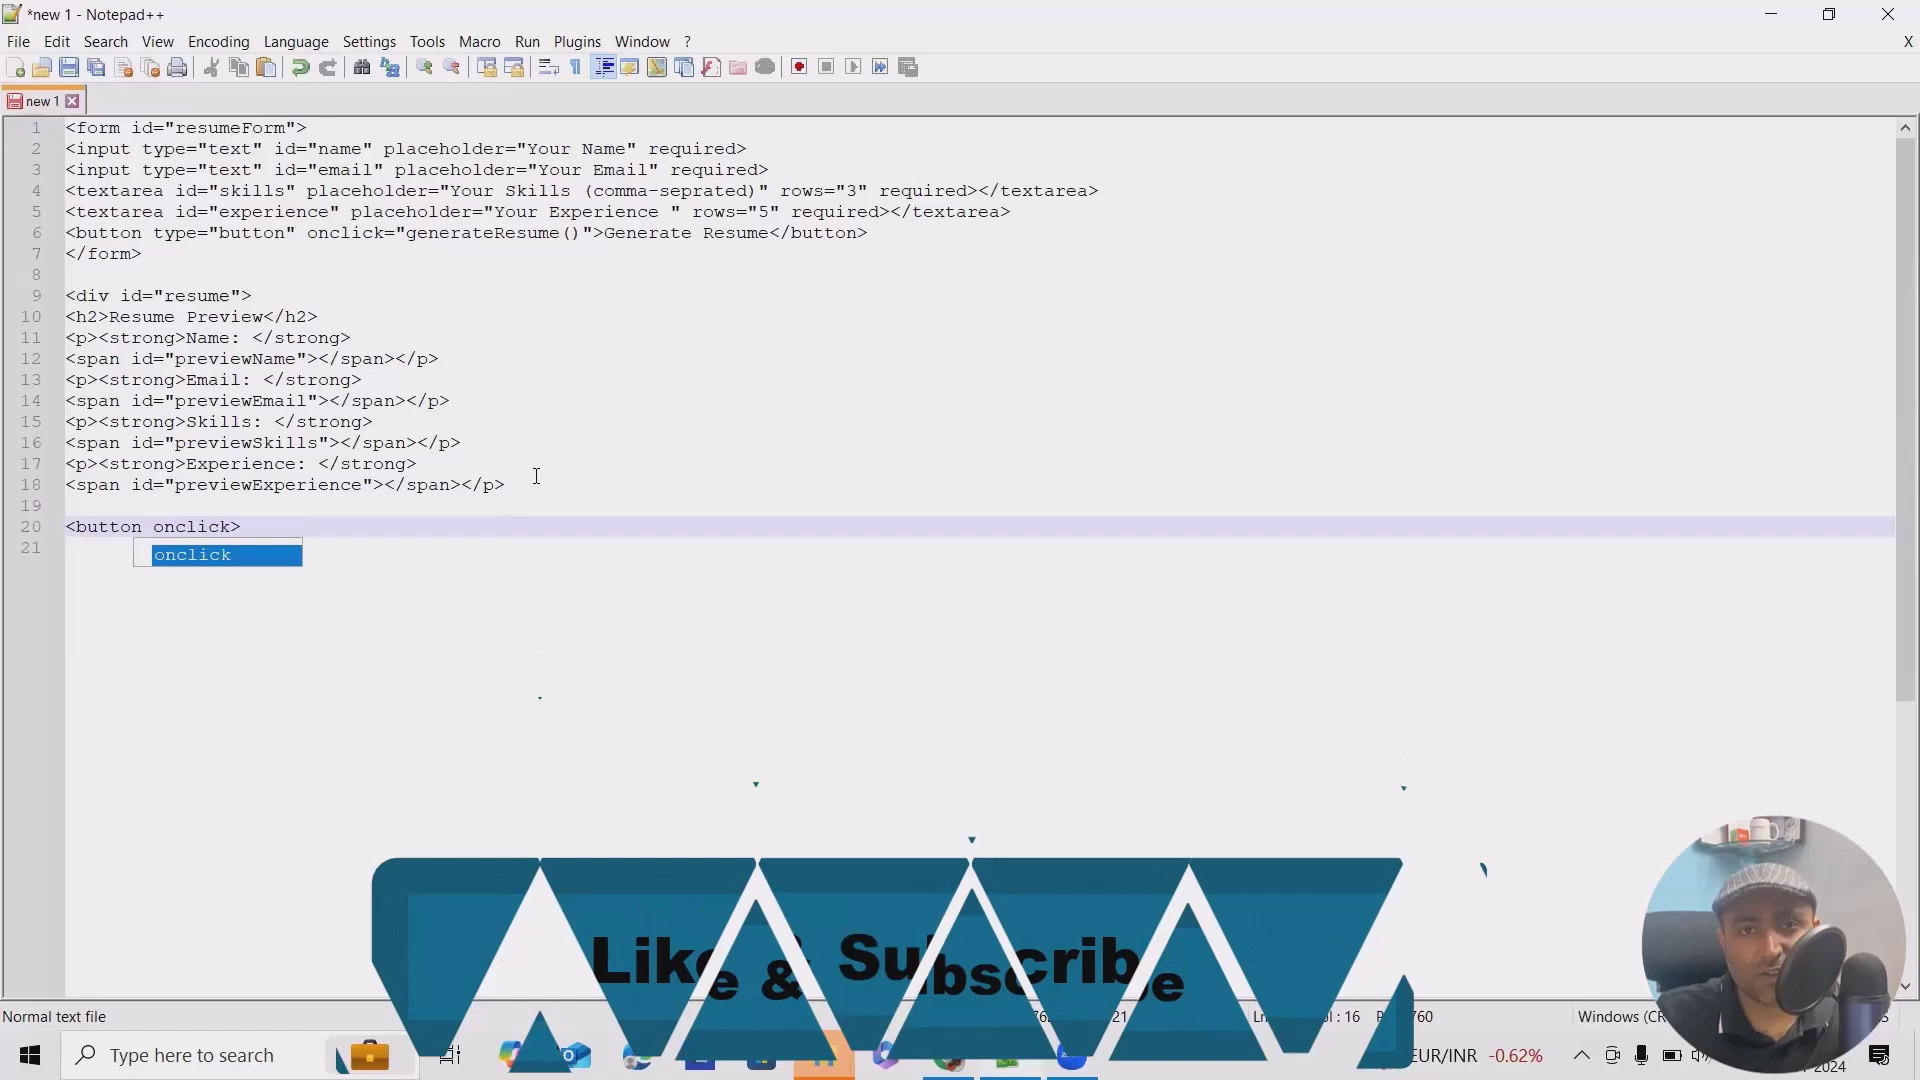 *new 1 - Notepad++
File Edit Search View Encoding Language Settings Tools Macro Run Plugins Window ? X
new 1
1 <form id="resumeForm">
2 <input type="text" id="name" placeholder="Your Name" required>
3 <input type="text" id="email" placeholder="Your Email" required>
4 <textarea id="skills" placeholder="Your Skills (comma-seprated)" rows="3" required></textarea>
5 <textarea id="experience" placeholder="Your Experience " rows="5" required></textarea>
6 <button type="button" onclick="generateResume()">Generate Resume</button>
7 </form>
8
9 <div id="resume">
10 <h2>Resume Preview</h2>
11 <p><strong>Name: </strong>
12 <span id="previewName"></span></p>
13 <p><strong>Email: </strong>
14 <span id="previewEmail"></span></p>
15 <p><strong>Skills: </strong>
16 <span id="previewSkills"></span></p>
17 <p><strong>Experience: </strong>
18 <span id="previewExperience"></span></p>
19
20 <button onclick>
21
onclick
Like & Subscribe
Normal text file
Windows (CR
Type here to search
EUR/INR -0.62%
2024